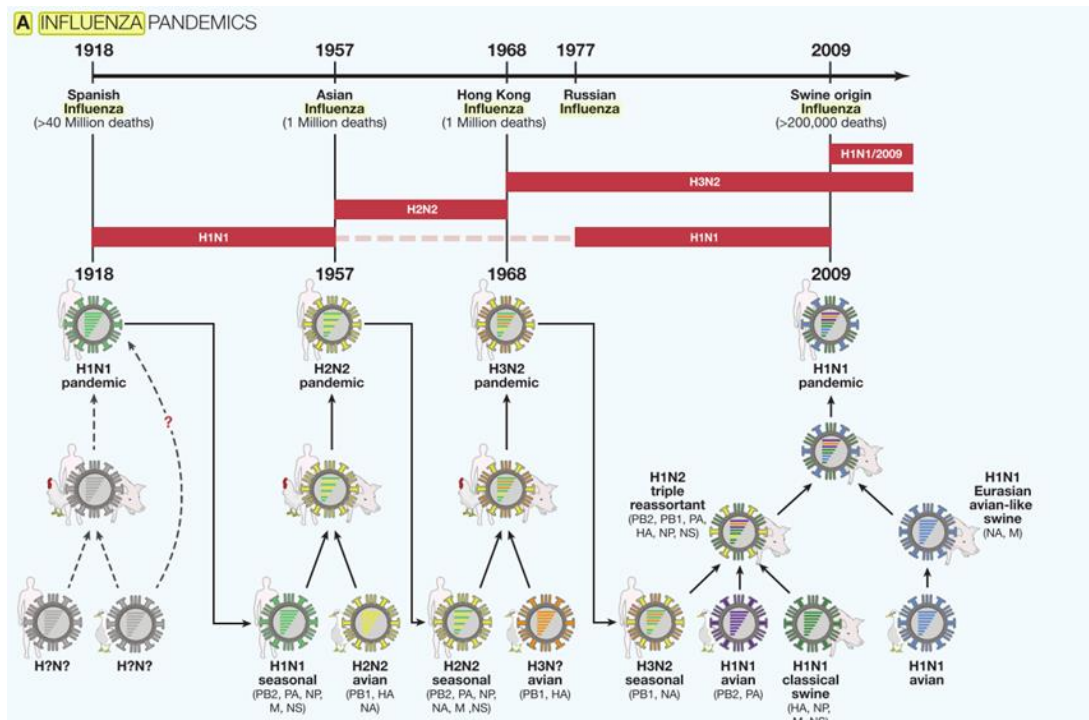 A INFLUENZA PANDEMICS
1918 1957 1968 1977 2009
Spanish Influenza (>40 Million deaths)
Asian Influenza (1 Million deaths)
Hong Kong Influenza (1 Million deaths)
Russian Influenza
Swine origin Influenza (>200,000 deaths)
H1N1/2009
H3N2
H2N2
H1N1
H1N1
1918 1957 1968 2009
H1N1 pandemic
H2N2 pandemic
H3N2 pandemic
H1N1 pandemic
?
H1N2
triple
reassortant
(PB2, PB1, PA,
HA, NP, NS)
H1N1
Eurasian
avian-like
swine
(NA, M)
H?N?
H?N?
H1N1
seasonal
(PB2, PA, NP,
M, NS)
H2N2
avian
(PB1, HA
NA)
H2N2
seasonal
(PB2, PA, NP,
NA, M ,NS)
H3N?
avian
(PB1, HA)
H3N2
seasonal
(PB1, NA)
H1N1
avian
(PB2, PA)
H1N1
classical
swine
(HA, NP,
M, NS)
H1N1
avian